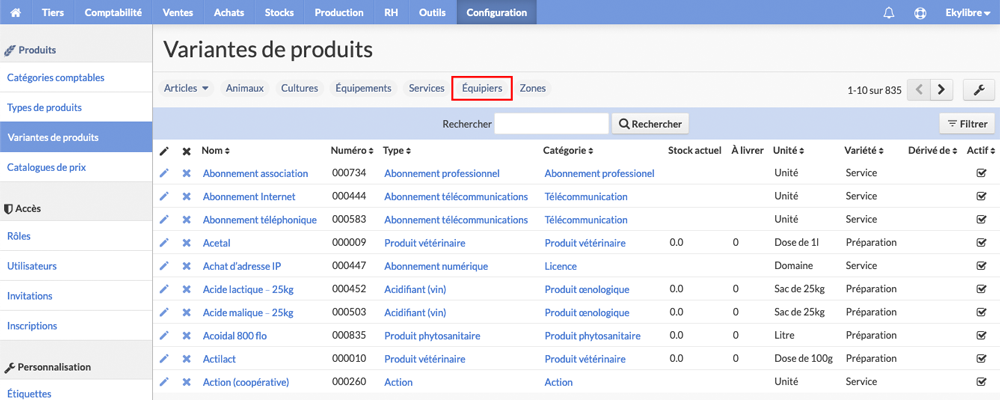 Tiers Comptabilité Ventes Achats Stocks Production RH Outils Configuration Ekylibre
Produits
Catégories comptables
Types de produits
Variantes de produits
Catalogues de prix
Accès
Rôles
Utilisateurs
Invitations
Inscriptions
Personnalisation
Étiquettes
Variantes de produits
Articles Animaux Cultures Équipements Services Équipiers Zones 1-10 sur 835
Rechercher Rechercher Filtrer
Nom Numéro Type Catégorie Stock actuel À livrer Unité Variété Dérivé de Actif
Abonnement association 000734 Abonnement professionnel Abonnement professionel Unité Service
Abonnement Internet 000444 Abonnement télécommunications Télécommunication Unité Service
Abonnement téléphonique 000583 Abonnement télécommunications Télécommunication Unité Service
Acetal 000009 Produit vétérinaire Produit vétérinaire 0.0 0 Dose de 1l Préparation
Achat d'adresse IP 000447 Abonnement numérique Licence Domaine Service
Acide lactique - 25kg 000452 Acidifiant (vin) Produit œnologique 0.0 0 Sac de 25kg Préparation
Acide malique - 25kg 000503 Acidifiant (vin) Produit œnologique 0.0 0 Sac de 25kg Préparation
Acoidal 800 flo 000835 Produit phytosanitaire Produit phytosanitaire 0.0 0 Litre Préparation
Actilact 000010 Produit vétérinaire Produit vétérinaire 0.0 0 Dose de 100g Préparation
Action (coopérative) 000260 Action Action Unité Service